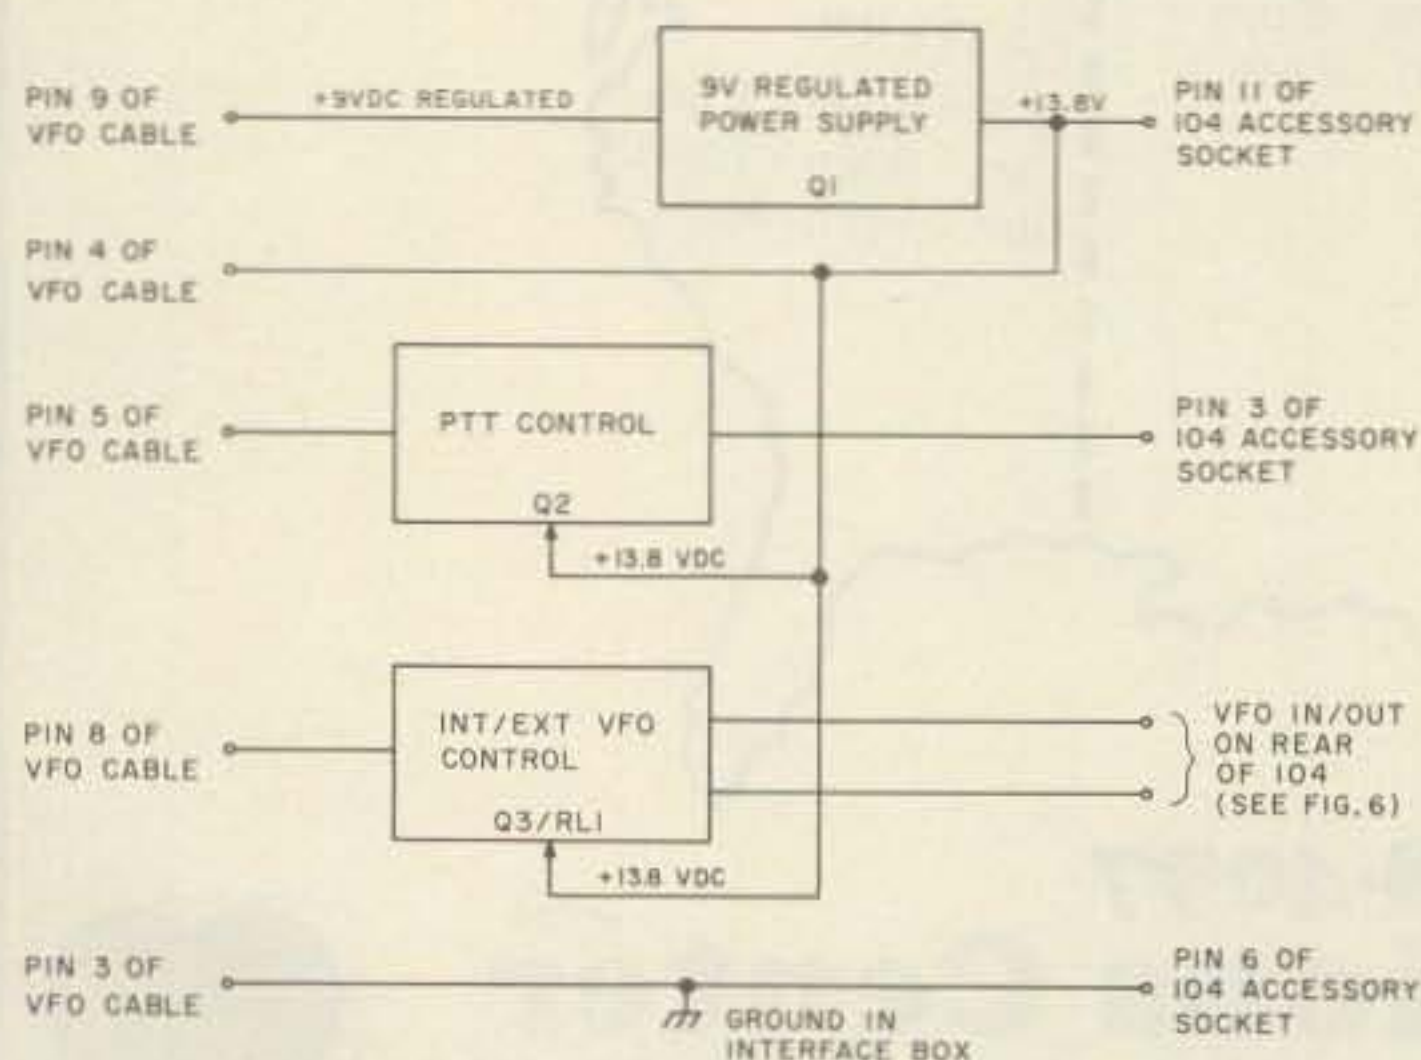 PIN 9 OF
VFO CABLE
+9VDC REGULATED
9V REGULATED
POWER SUPPLY
Q1
+13.8V
PIN 11 OF
104 ACCESSORY
SOCKET
PIN 4 OF
VFO CABLE
PIN 5 OF
VFO CABLE
PTT CONTROL
Q2
+13.8 VDC
PIN 3 OF
104 ACCESSORY
SOCKET
PIN 8 OF
VFO CABLE
INT/EXT VFO
CONTROL
Q3/RL1
+13.8 VDC
VFO IN/OUT
ON REAR
OF 104
(SEE FIG. 6)
PIN 3 OF
VFO CABLE
GROUND IN
INTERFACE BOX
PIN 6 OF
104 ACCESSORY
SOCKET